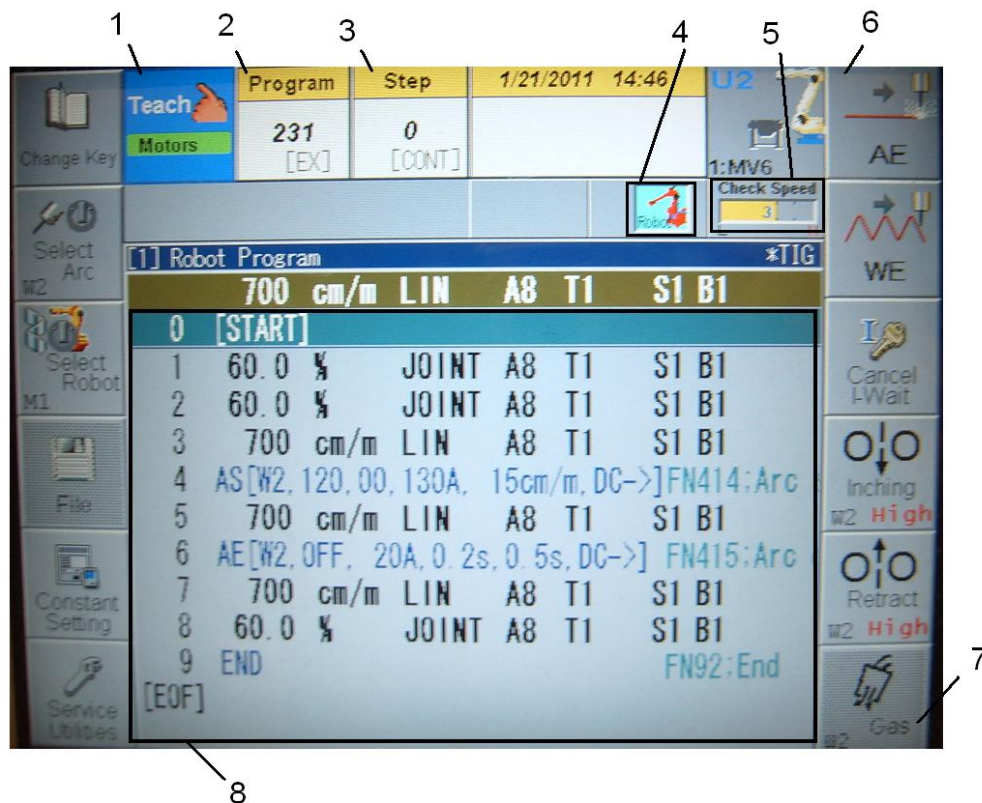 1 2 3 4 5 6
Teach
Motors
Program
231
[EX]
Step
0
[CONT]
1/21/2011 14:46
U2
1:MV6
Change Key
AE
Robot
Check Speed
3
Select
Arc
W2
WE
[1] Robot Program *TIG
700 cm/m LIN A8 T1 S1 B1
0 [START]
1 60.0 % JOINT A8 T1 S1 B1
2 60.0 % JOINT A8 T1 S1 B1
3 700 cm/m LIN A8 T1 S1 B1
4 AS[W2,120,00,130A, 15cm/m,DC->]FN414;Arc s
5 700 cm/m LIN A8 T1 S1 B1
6 AE[W2,OFF, 20A,0.2s,0.5s,DC->] FN415;Arc
7 700 cm/m LIN A8 T1 S1 B1
8 60.0 % JOINT A8 T1 S1 B1
9 END FN92;End
[EOF]
Select
Robot
M1
File
Constant
Setting
Service
Utilities
I
Cancel
I-Wait
Inching
W2 High
Retract
W2 High
Gas
W2
7
8